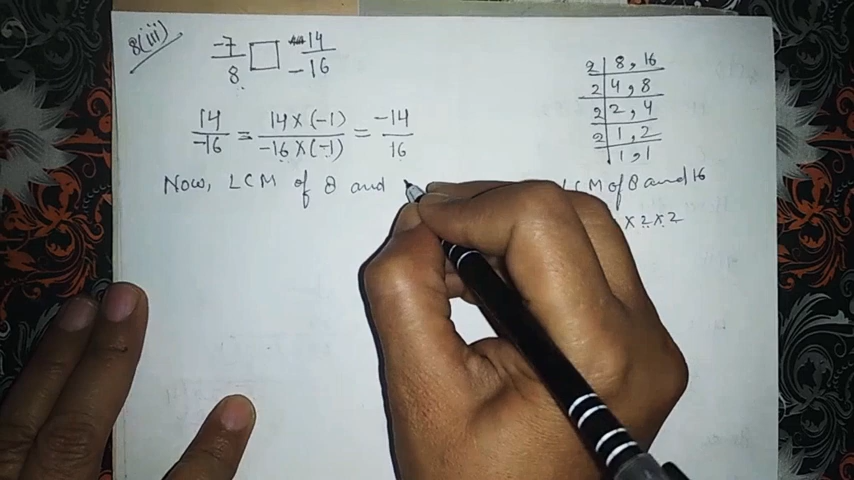 8(iii)
-7/8 □ 14/-16
14/-16 = 14×(-1)/-16×(-1) = -14/16
Now, LCM of 8 and
2 | 8, 16
2 | 4, 8
2 | 2, 4
2 | 1, 2
1, 1
LCM of 8 and 16
×2×2